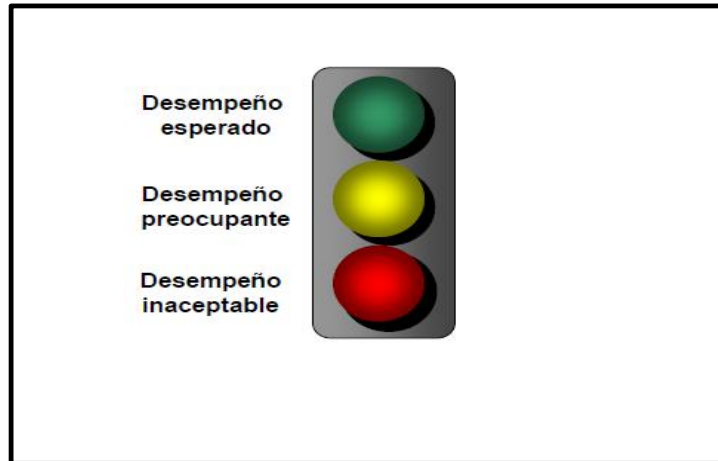 Desempeño
esperado
Desempeño
preocupante
Desempeño
inaceptable